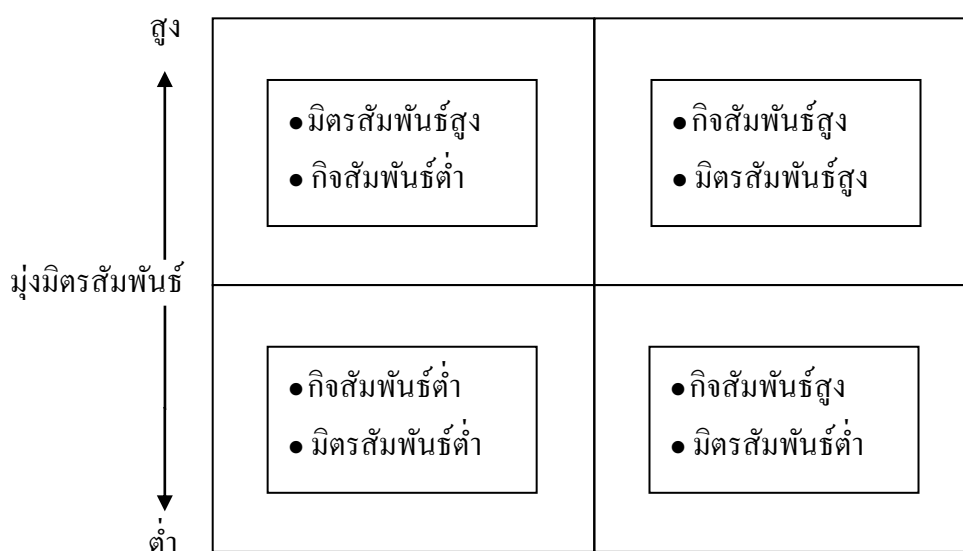 สูง
●มิตรสัมพันธ์สูง
● กิจสัมพันธ์ต่ำ
●กิจสัมพันธ์สูง
● มิตรสัมพันธ์สูง
มุ่งมิตรสัมพันธ์
●กิจสัมพันธ์ต่ำ
● มิตรสัมพันธ์ต่ำ
●กิจสัมพันธ์สูง
● มิตรสัมพันธ์ต่ำ
ต่ำ